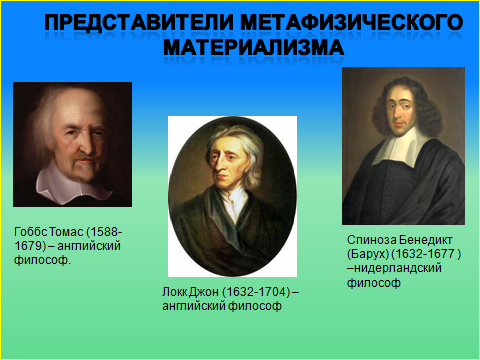 ПРЕДСТАВИТЕЛИ МЕТАФИЗИЧЕСКОГО
МАТЕРИАЛИЗМА
Гоббс Томас (1588-
1679) – английский
философ.
Локк Джон (1632-1704) –
английский философ
Спиноза Бенедикт
(Барух) (1632-1677 )
–нидерландский
философ